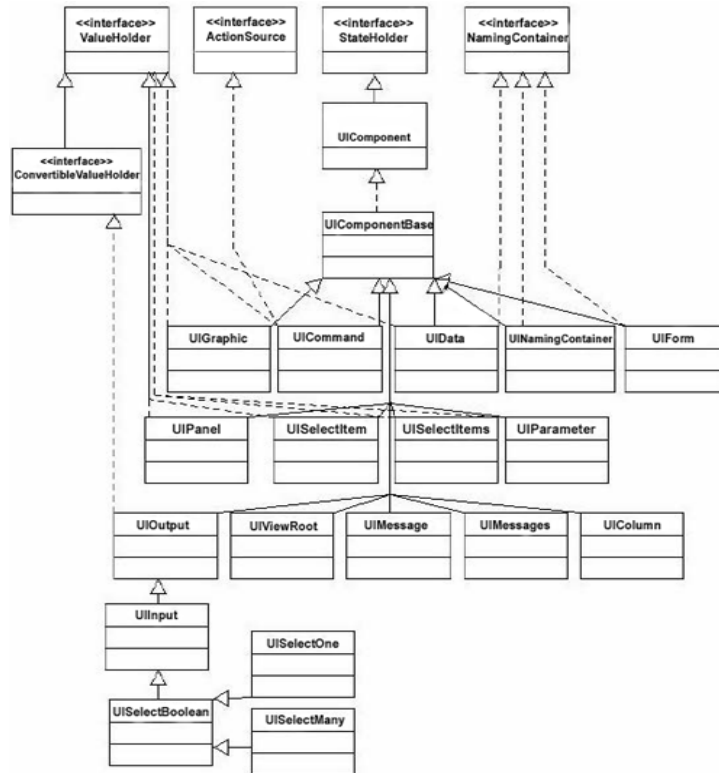 <<interface>>
ValueHolder
<<interface>>
ActionSource
<<interface>>
StateHolder
<<interface>>
NamingContainer
UIComponent
<<interface>>
ConvertibleValueHolder
UIComponentBase
UIGraphic
UICommand
UIData
UINamingContainer
UIForm
UIPanel
UISelectItem
UISelectItems
UIParameter
UIOutput
UIViewRoot
UIMessage
UIMessages
UIColumn
UIInput
UISelectOne
UISelectBoolean
UISelectMany